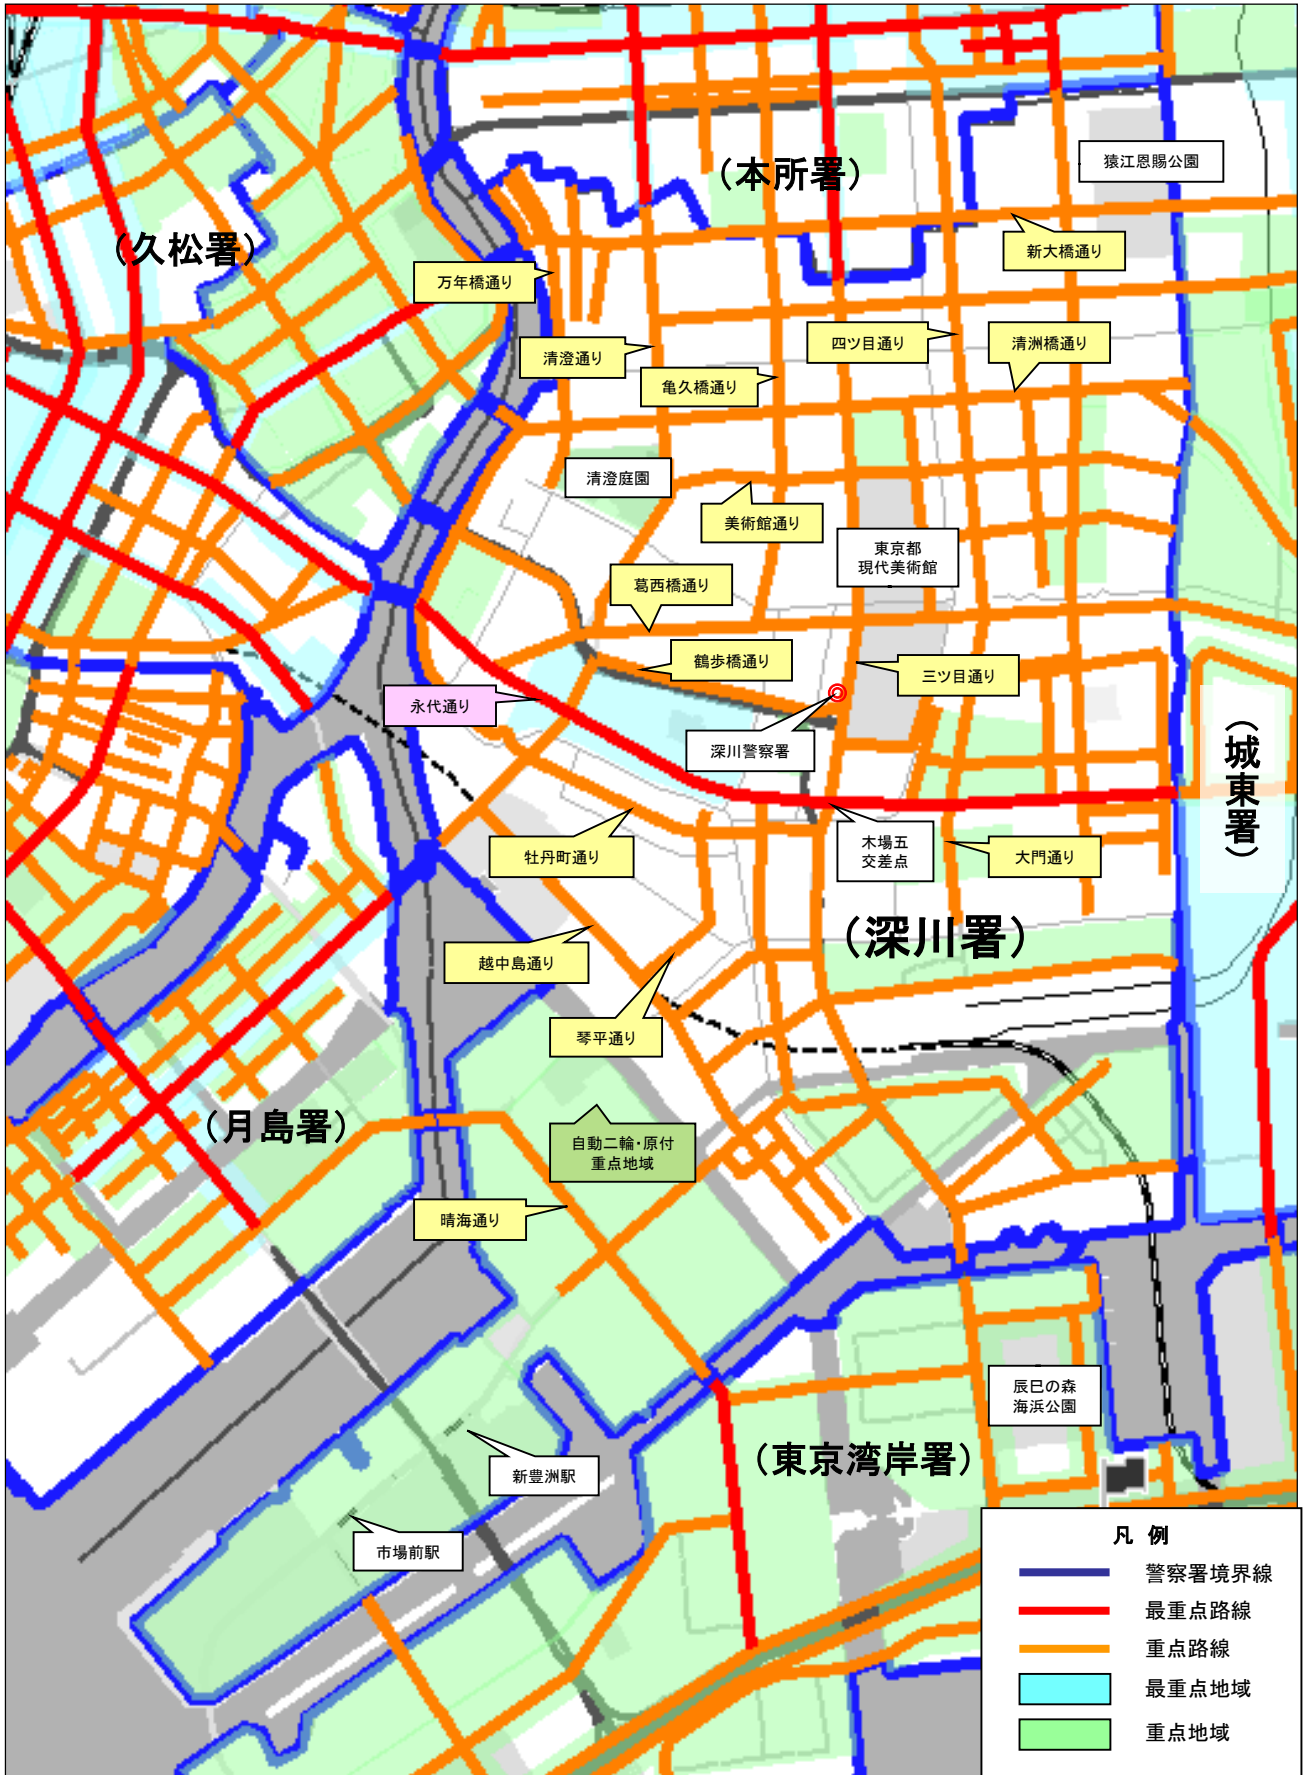 （本所署）
猿江恩賜公園
（久松署）
新大橋通り
万年橋通り
清澄通り
四ツ目通り
清洲橋通り
亀久橋通り
清澄庭園
美術館通り
東京都
現代美術館
葛西橋通り
鶴歩橋通り
三ツ目通り
永代通り
深川警察署
（城東署）
牡丹町通り
木場五
交差点
大門通り
（深川署）
越中島通り
琴平通り
（月島署）
自動二輪・原付
重点地域
晴海通り
辰巳の森
海浜公園
（東京湾岸署）
新豊洲駅
市場前駅
凡 例
警察署境界線
最重点路線
重点路線
最重点地域
重点地域